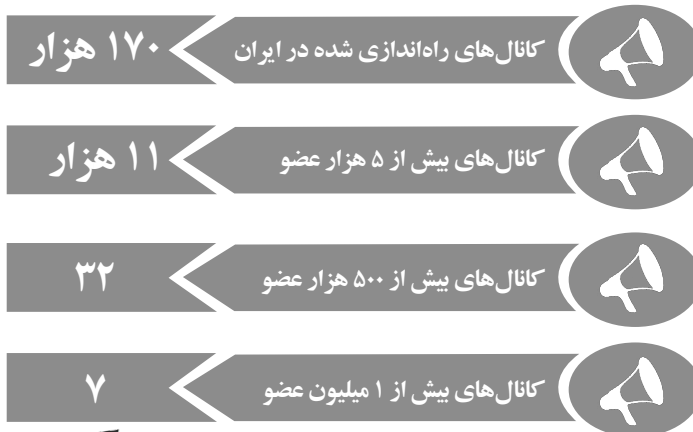 کانال‌های راه‌اندازی شده در ایران ۱۷۰ هزار
کانال‌های بیش از ۵ هزار عضو ۱۱ هزار
کانال‌های بیش از ۵۰۰ هزار عضو ۳۲
کانال‌های بیش از ۱ میلیون عضو ۷